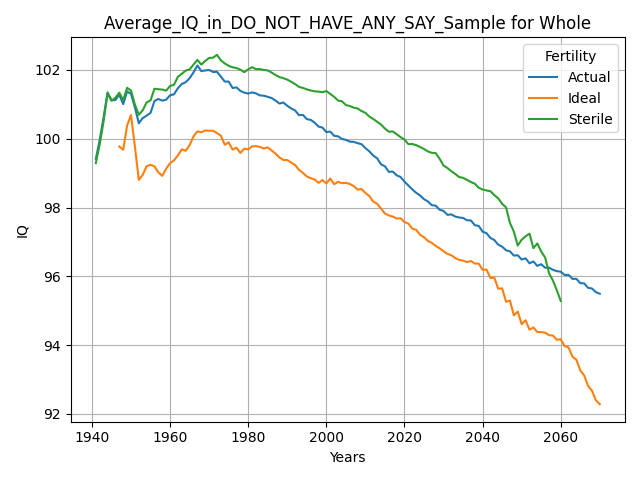 Average_IQ_in_DO_NOT_HAVE_ANY_SAY_Sample for Whole
Fertility
Actual
Ideal
Sterile
IQ
102
100
98
96
94
92
1940
1960
1980
2000
2020
2040
2060
Years